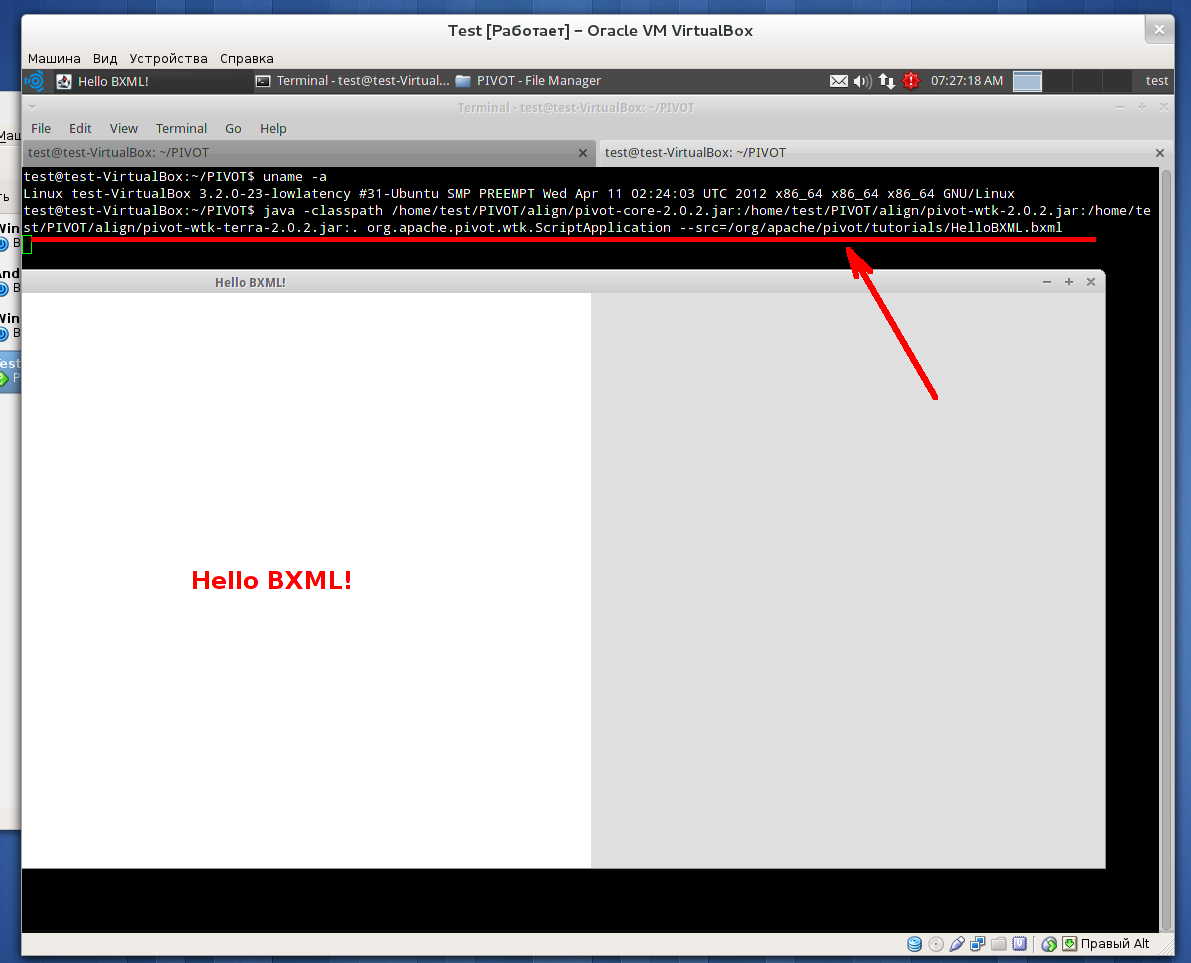 Test [Работает] – Oracle VM VirtualBox
Машина Вид Устройства Справка
Hello BXML! Terminal - test@test-Virtual... PIVOT - File Manager 07:27:18 AM test
Terminal - test@test-VirtualBox: ~/PIVOT
File Edit View Terminal Go Help
test@test-VirtualBox: ~/PIVOT test@test-VirtualBox: ~/PIVOT
test@test-VirtualBox:~/PIVOT$ uname -a
Linux test-VirtualBox 3.2.0-23-lowlatency #31-Ubuntu SMP PREEMPT Wed Apr 11 02:24:03 UTC 2012 x86_64 x86_64 x86_64 GNU/Linux
test@test-VirtualBox:~/PIVOT$ java -classpath /home/test/PIVOT/align/pivot-core-2.0.2.jar:/home/test/PIVOT/align/pivot-wtk-2.0.2.jar:/home/te
st/PIVOT/align/pivot-wtk-terra-2.0.2.jar:. org.apache.pivot.wtk.ScriptApplication --src=/org/apache/pivot/tutorials/HelloBXML.bxml
Hello BXML!
Hello BXML!
Правый Alt